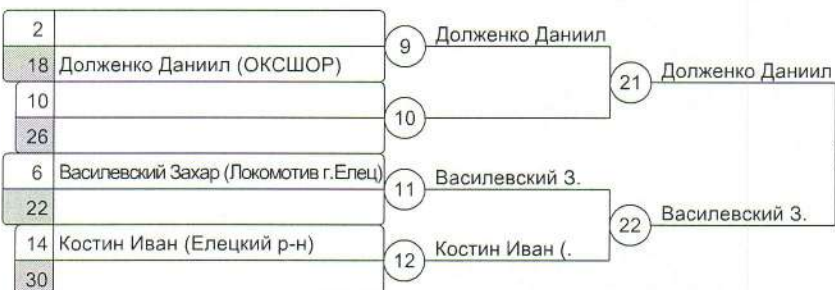 2
9
Долженко Даниил
18 Долженко Даниил (ОКСШОР)
21
Долженко Даниил
10
10
26
6 Василевский Захар (Локомотив г.Елец)
11
Василевский З.
22
22
Василевский З.
14 Костин Иван (Елецкий р-н)
12
Костин Иван (.
30